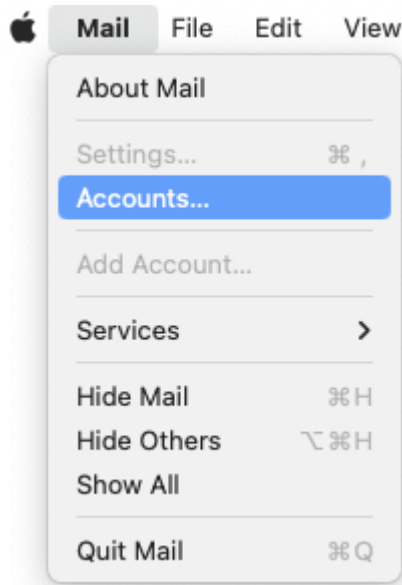 Mail File Edit View
About Mail
Settings... ⌘ ,
Accounts...
Add Account...
Services
Hide Mail ⌘H
Hide Others ⌥⌘H
Show All
Quit Mail ⌘Q